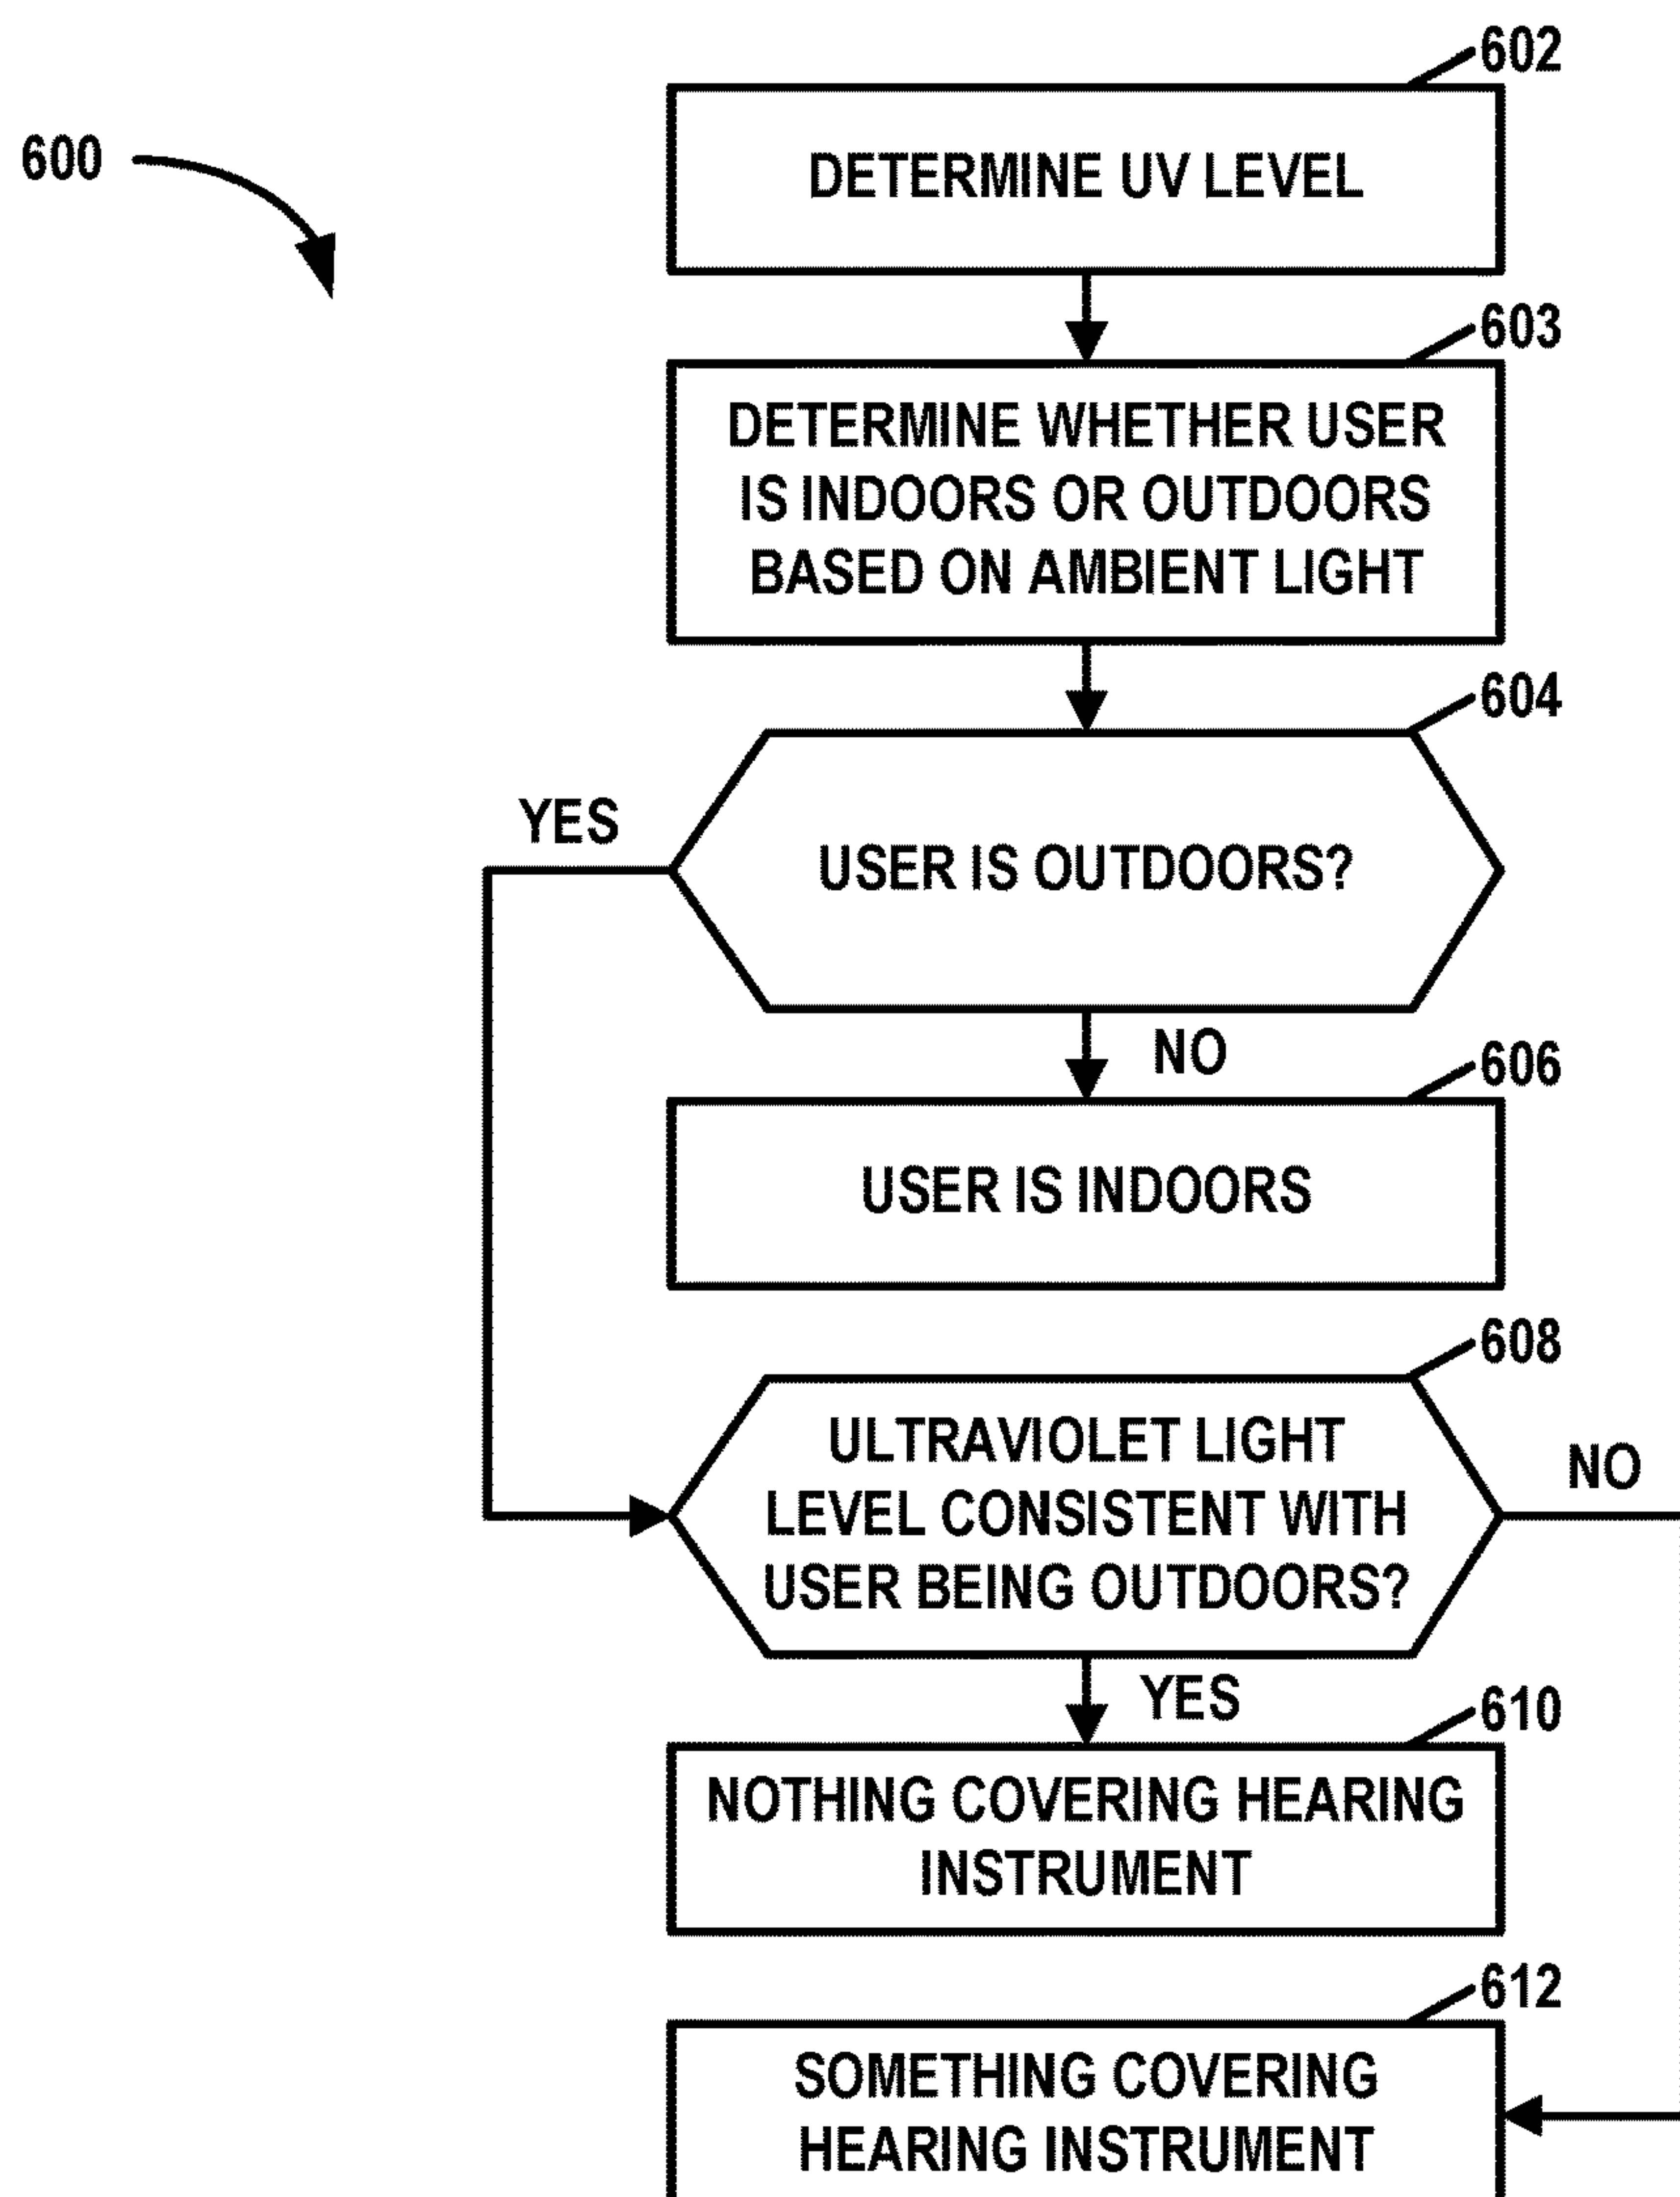 602
600
DETERMINE UV LEVEL
603
DETERMINE WHETHER USER
IS INDOORS OR OUTDOORS
BASED ON AMBIENT LIGHT
604
YES
USER IS OUTDOORS?
NO
606
USER IS INDOORS
608
ULTRAVIOLET LIGHT
LEVEL CONSISTENT WITH
USER BEING OUTDOORS?
NO
YES
610
NOTHING COVERING HEARING
INSTRUMENT
612
SOMETHING COVERING
HEARING INSTRUMENT